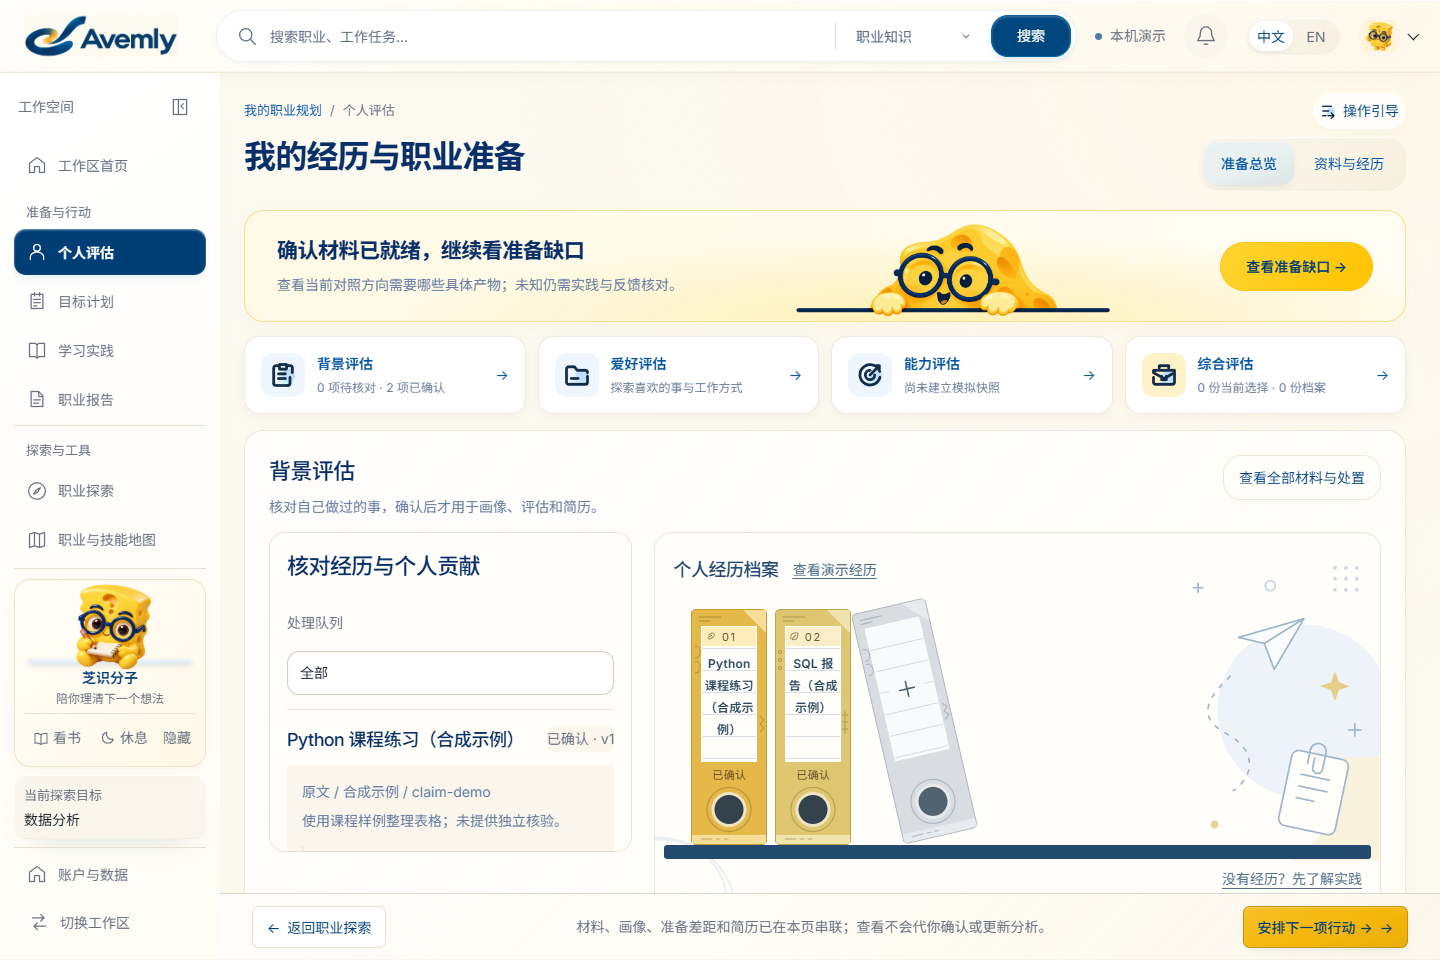 Avemly
搜索职业、工作任务...
职业知识
搜索
本机演示
中文 EN
工作空间
工作区首页
准备与行动
个人评估
目标计划
学习实践
职业报告
探索与工具
职业探索
职业与技能地图
芝识分子
陪你理清下一个想法
看书 休息 隐藏
当前探索目标
数据分析
账户与数据
切换工作区
我的职业规划 / 个人评估
操作引导
我的经历与职业准备
准备总览 资料与经历
确认材料已就绪，继续看准备缺口
查看当前对照方向需要哪些具体产物；未知仍需实践与反馈核对。
查看准备缺口 →
背景评估
0 项待核对 · 2 项已确认
→
爱好评估
探索喜欢的事与工作方式
→
能力评估
尚未建立模拟快照
→
综合评估
0 份当前选择 · 0 份档案
→
背景评估
核对自己做过的事，确认后才用于画像、评估和简历。
查看全部材料与处置
核对经历与个人贡献
处理队列
全部
Python 课程练习（合成示例）
已确认 · v1
原文 / 合成示例 / claim-demo
使用课程样例整理表格；未提供独立核验。
个人经历档案 查看演示经历
01
Python
课程练习
（合成示
例）
已确认
02
SQL 报
告（合成
示例）
已确认
没有经历？先了解实践
← 返回职业探索
材料、画像、准备差距和简历已在本页串联；查看不会代你确认或更新分析。
安排下一项行动 → →